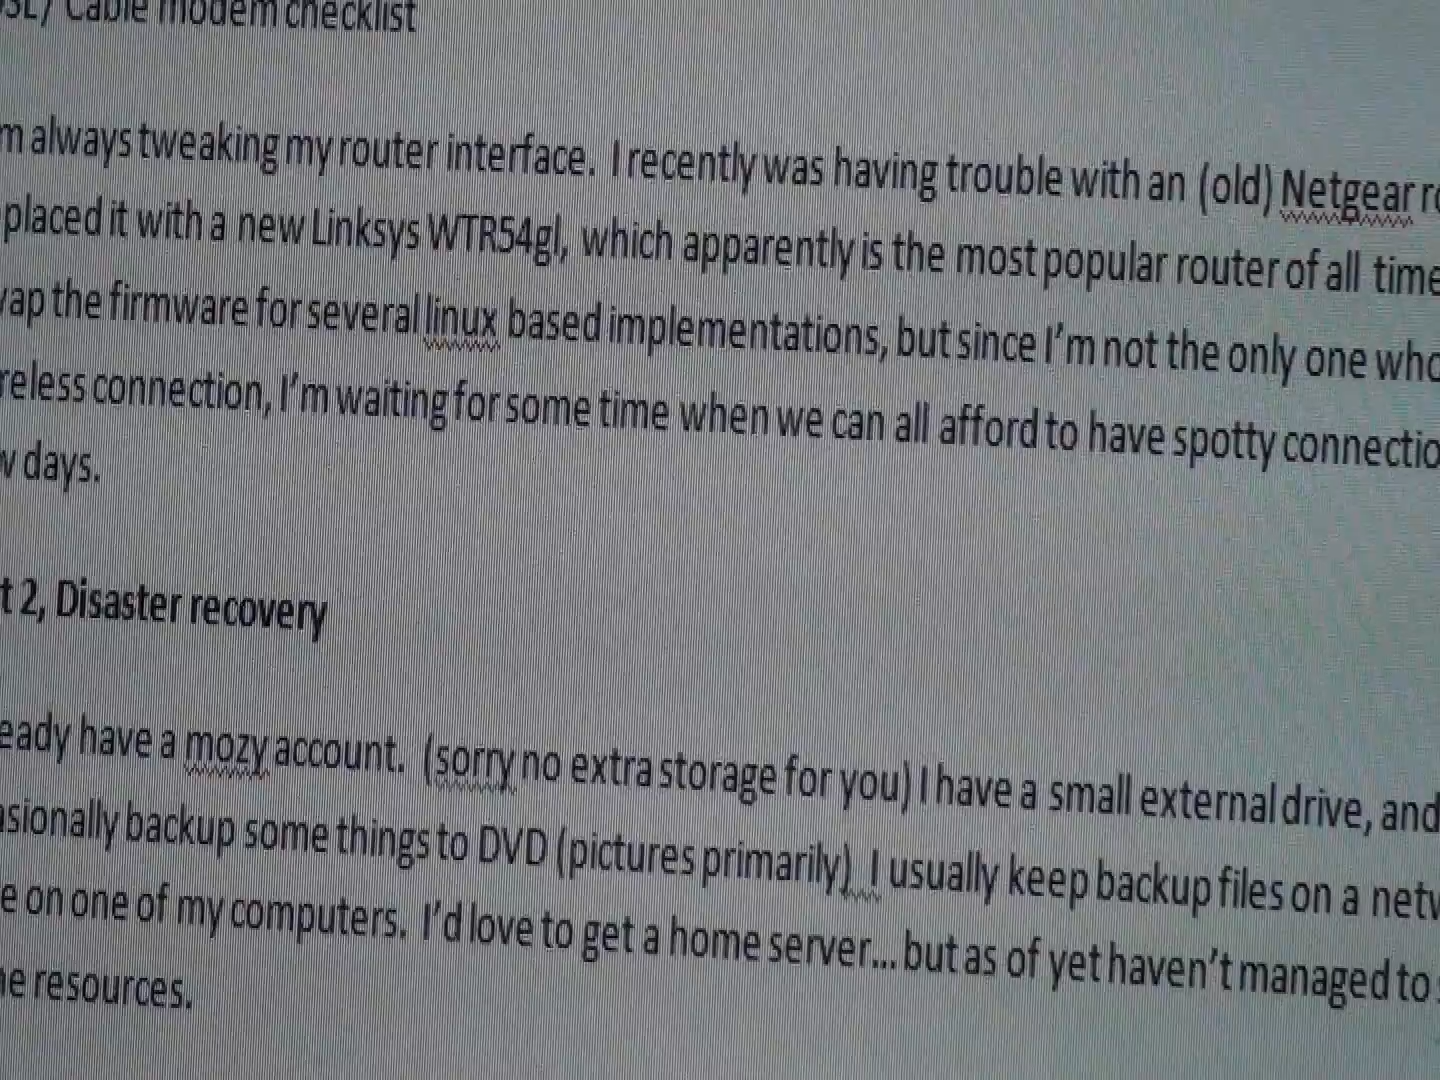 Cable modem checklist
always tweaking my router interface. I recently was having trouble with an (old) Netgear
placed it with a new Linksys WTR54gl, which apparently is the most popular router of all time
the firmware for several linux based implementations, but since I'm not the only one who
reless connection, I'm waiting for some time when we can all afford to have spotty connectio
days.
t 2, Disaster recovery
eady have a mozy account. (sorry no extra storage for you) I have a small external drive, and
sionally backup some things to DVD (pictures primarily) I usually keep backup files on a netw
e on one of my computers. I'd love to get a home server... but as of yet haven't managed to
e resources.